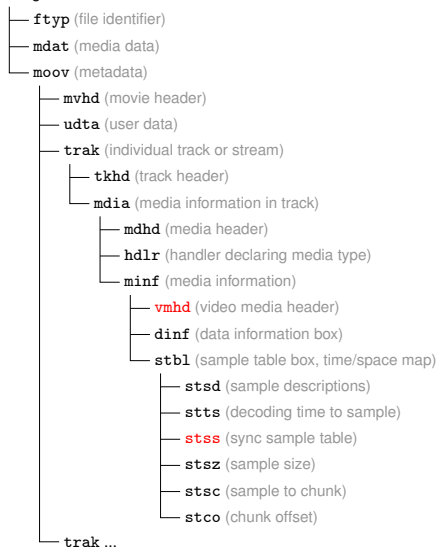 ftyp (file identifier)
mdat (media data)
moov (metadata)
mvhd (movie header)
udta (user data)
trak (individual track or stream)
tkhd (track header)
mdia (media information in track)
mdhd (media header)
hdlr (handler declaring media type)
minf (media information)
vmhd (video media header)
dinf (data information box)
stbl (sample table box, time/space map)
stsd (sample descriptions)
stts (decoding time to sample)
stss (sync sample table)
stsz (sample size)
stsc (sample to chunk)
stco (chunk offset)
trak ...